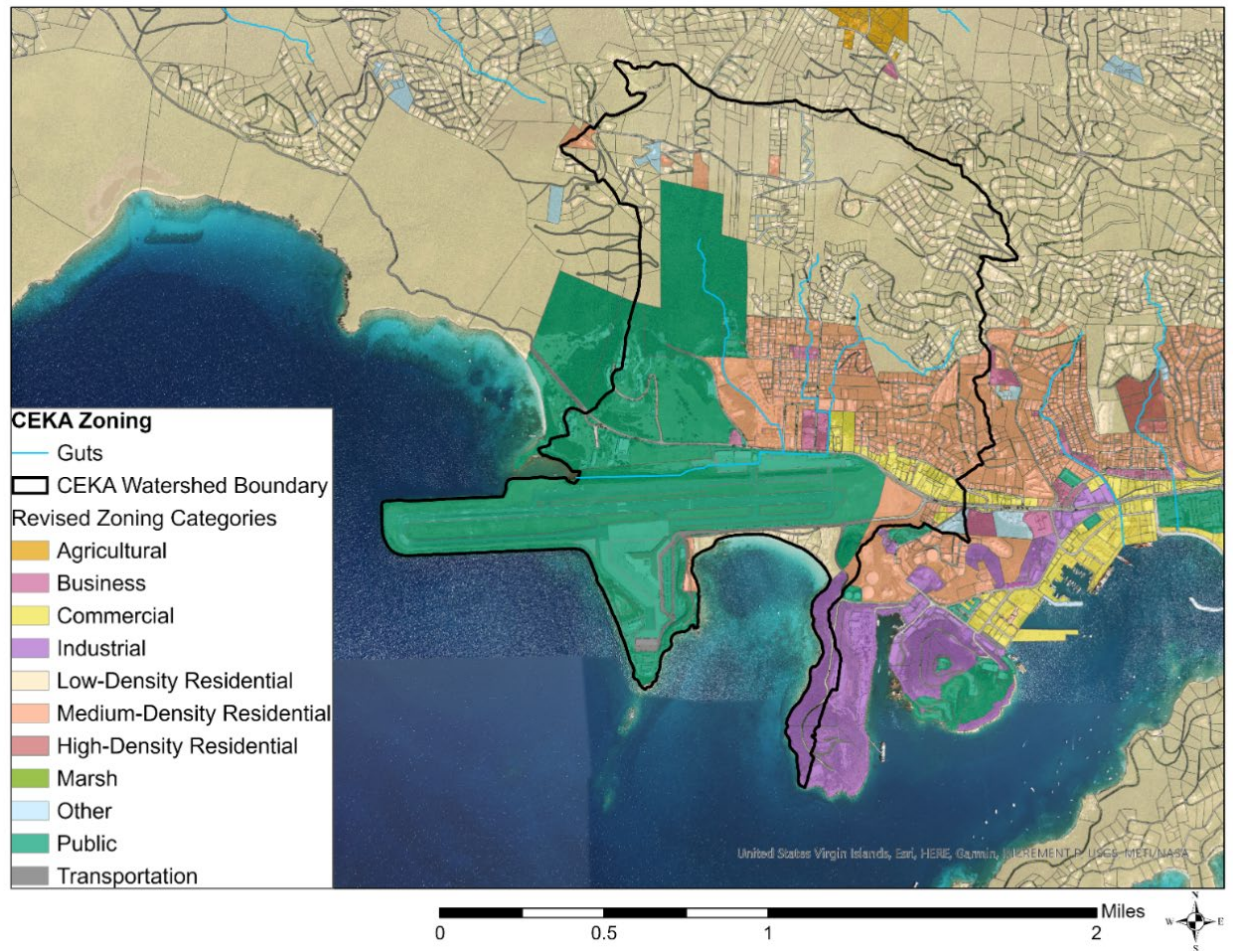 CEKA Zoning
Guts
CEKA Watershed Boundary
Revised Zoning Categories
Agricultural
Business
Commercial
Industrial
Low-Density Residential
Medium-Density Residential
High-Density Residential
Marsh
Other
Public
Transportation
United States Virgin Islands, Esri, HERE, Garmin, INCREMENT P, USGS, METI/NASA
0 0.5 1 2 Miles
N
W E
S